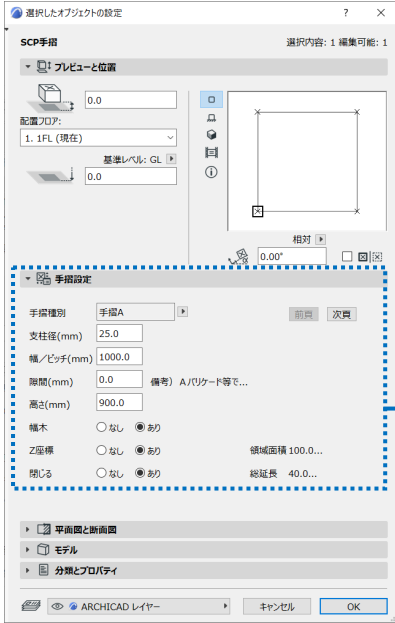 選択したオブジェクトの設定
? ×
SCP手摺
選択内容: 1 編集可能: 1
プレビューと位置
0.0
配置フロア:
1. 1FL (現在)
基準レベル: GL
0.0
相対
0.00°
手摺設定
手摺種別 手摺A 前頁 次頁
支柱径(mm) 25.0
幅／ピッチ(mm) 1000.0
隙間(mm) 0.0 備考) Aバリケード等で...
高さ(mm) 900.0
幅木 なし あり
Z座標 なし あり 領域面積 100.0...
閉じる なし あり 総延長 40.0...
平面図と断面図
モデル
分類とプロパティ
ARCHICAD レイヤー キャンセル OK